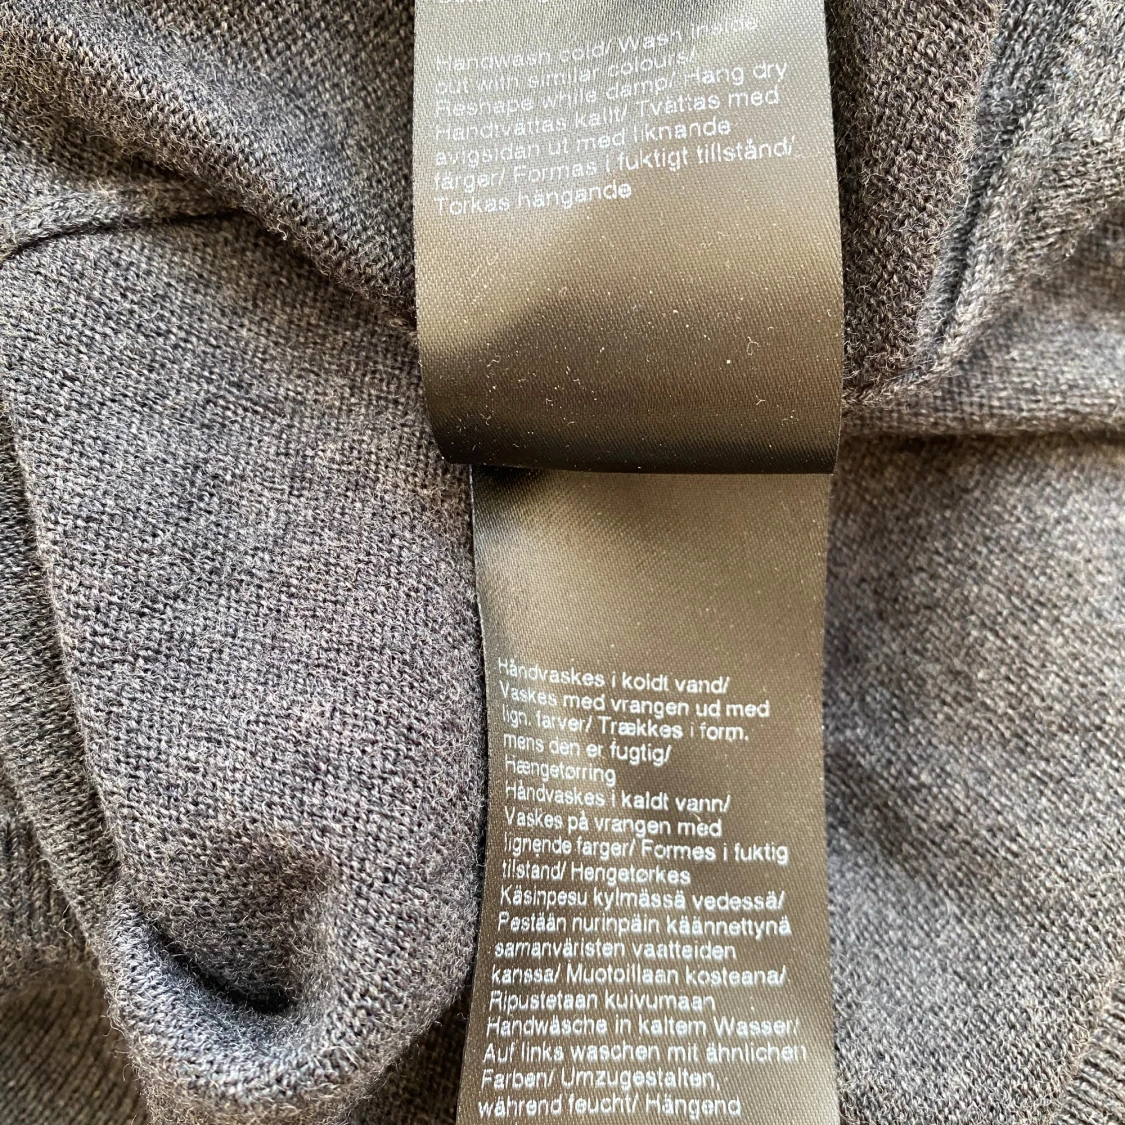 Handwash cold/ Wash inside
out with similar colours/
Reshape while damp/ Hang dry
Handtvättas kallt/ Tvättas med
avigsidan ut med liknande
färger/ Formas i fuktigt tillstånd/
Torkas hängande
Håndvaskes i koldt vand/
Vaskes med vrangen ud med
lign. farver/ Trækkes i form.
mens den er fugtig/
Hængetørring
Håndvaskes i kaldt vann/
Vaskes på vrangen med
lignende farger/ Formes i fuktig
tilstand/ Hengetørkes
Käsinpesu kylmässä vedessä/
Pestään nurinpäin käännettynä
samanväristen vaatteiden
kanssa/ Muotoillaan kosteana/
Ripustetaan kuivumaan
Handwäsche in kaltem Wasser/
Auf links waschen mit ähnlichen
Farben/ Umzugestalten,
während feucht/ Hängend